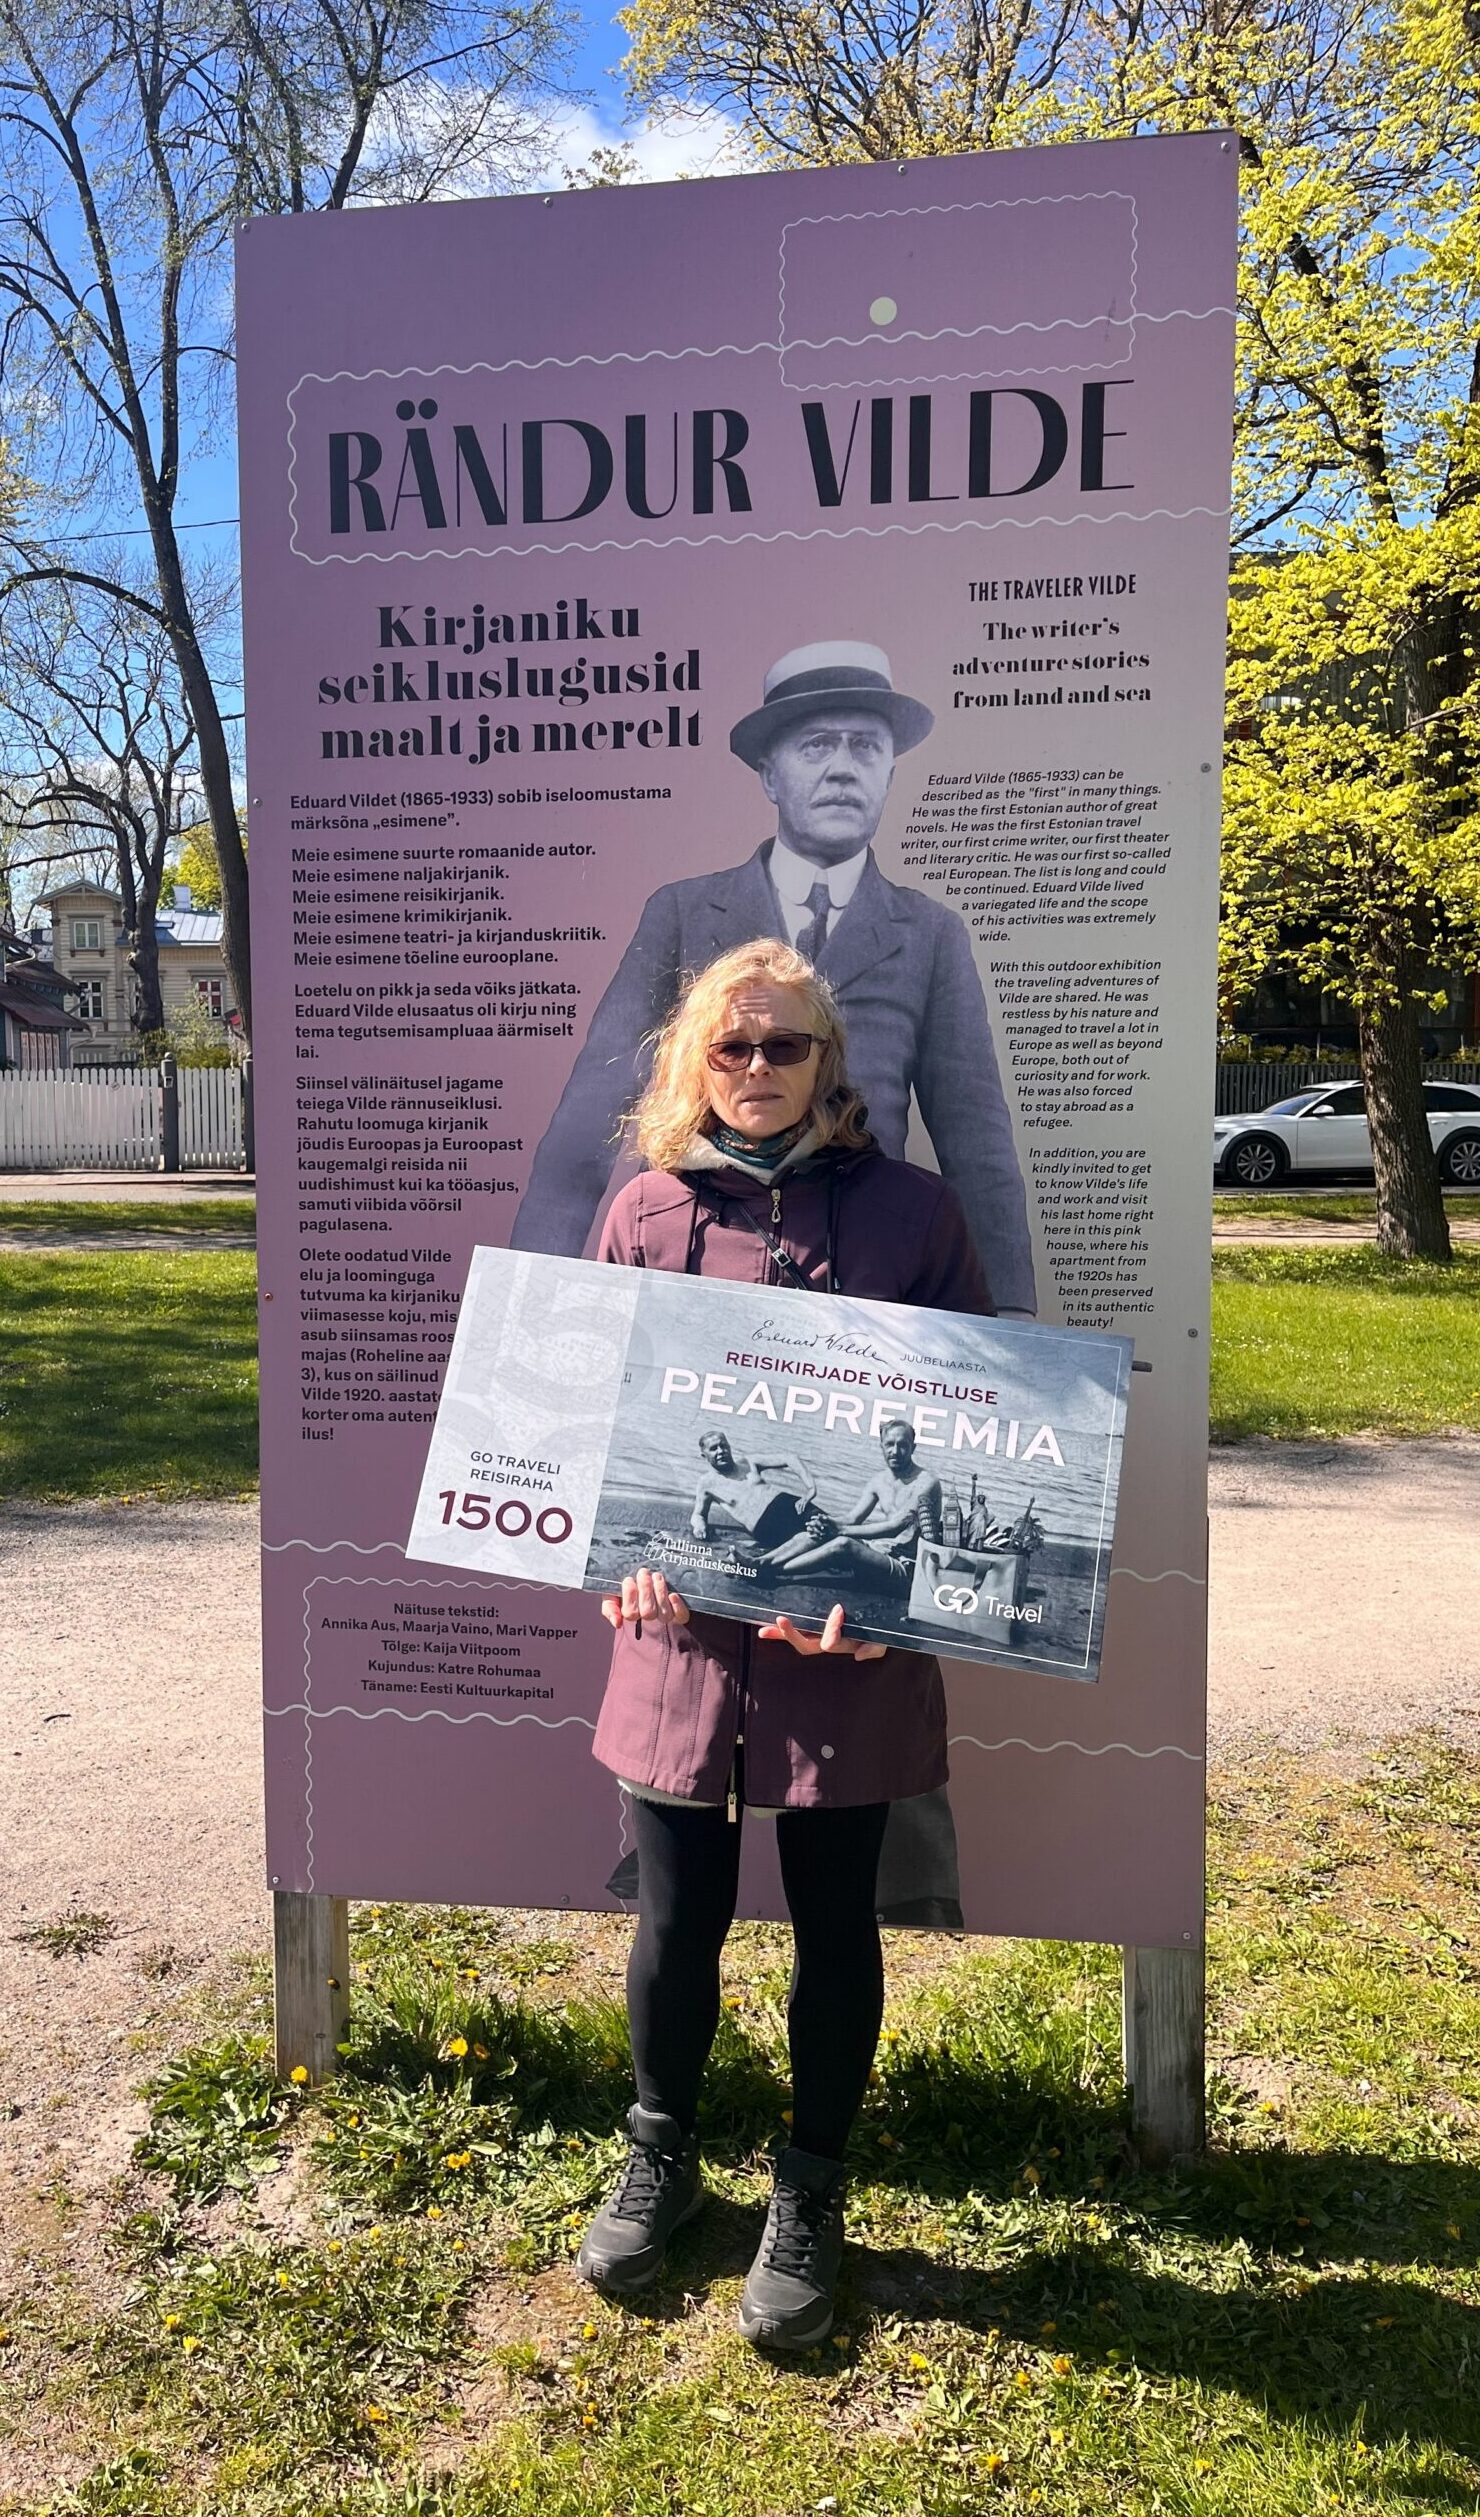 RÄNDUR VILDE
Kirjaniku
seikluslugusid
maalt ja merelt
Eduard Vildet (1865-1933) sobib iseloomustama
märksõna „esimene”.
Meie esimene suurte romaanide autor.
Meie esimene naljakirjanik.
Meie esimene reisikirjanik.
Meie esimene krimikirjanik.
Meie esimene teatri- ja kirjanduskriitik.
Meie esimene tõeline eurooplane.
Loetelu on pikk ja seda võiks jätkata.
Eduard Vilde elusaatus oli kirju ning
tema tegutsemisampluaa äärmiselt
lai.
Siinsel välinäitusel jagame
teiega Vilde rännuseiklusi.
Rahutu loomuga kirjanik
jõudis Euroopas ja Euroopast
kaugemalgi reisida nii
uudishimust kui ka tööasjus,
samuti viibida võõrsil
pagulasena.
Olete oodatud Vilde
elu ja loominguga
tutvuma ka kirjaniku
viimasesse koju, mis
asub siinsamas roos
majas (Roheline aa
3), kus on säilinud
Vilde 1920. aastat
korter oma autent
ilus!
THE TRAVELER VILDE
The writer's
adventure stories
from land and sea
Eduard Vilde (1865-1933) can be
described as the "first" in many things.
He was the first Estonian author of great
novels. He was the first Estonian travel
writer, our first crime writer, our first theater
and literary critic. He was our first so-called
real European. The list is long and could
be continued. Eduard Vilde lived
a variegated life and the scope
of his activities was extremely
wide.
With this outdoor exhibition
the traveling adventures of
Vilde are shared. He was
restless by his nature and
managed to travel a lot in
Europe as well as beyond
Europe, both out of
curiosity and for work.
He was also forced
to stay abroad as a
refugee.
In addition, you are
kindly invited to get
to know Vilde's life
and work and visit
his last home right
here in this pink
house, where his
apartment from
the 1920s has
been preserved
in its authentic
beauty!
Eduard Vilde JUUBELIAASTA
REISIKIRJADE VÕISTLUSE
PEAPREEMIA
GO TRAVELI
REISIRAHA
1500
Tallinna
Kirjanduskeskus
GO Travel
Näituse tekstid:
Annika Aus, Maarja Vaino, Mari Vapper
Tõlge: Kaija Viitpoom
Kujundus: Katre Rohumaa
Täname: Eesti Kultuurkapital